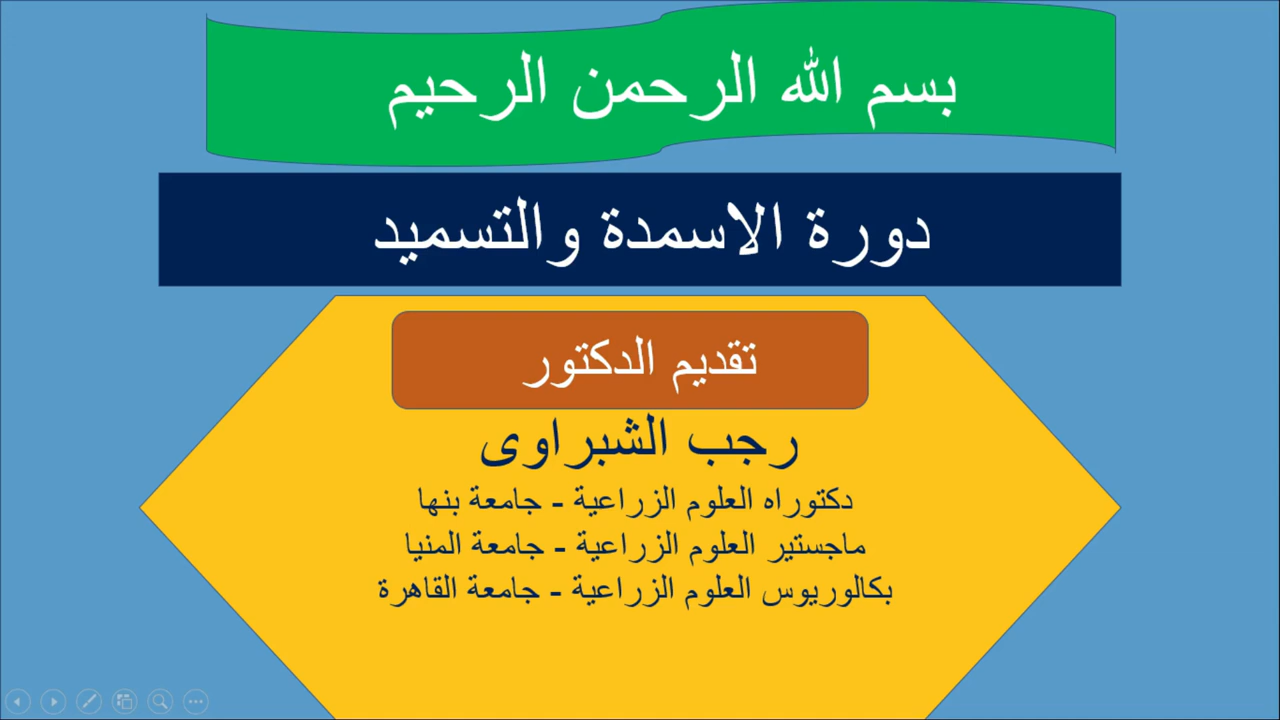 بسم الله الرحمن الرحيم
دورة الاسمدة والتسميد
تقديم الدكتور
رجب الشبراوى
دكتوراه العلوم الزراعية - جامعة بنها
ماجستير العلوم الزراعية - جامعة المنيا
بكالوريوس العلوم الزراعية - جامعة القاهرة